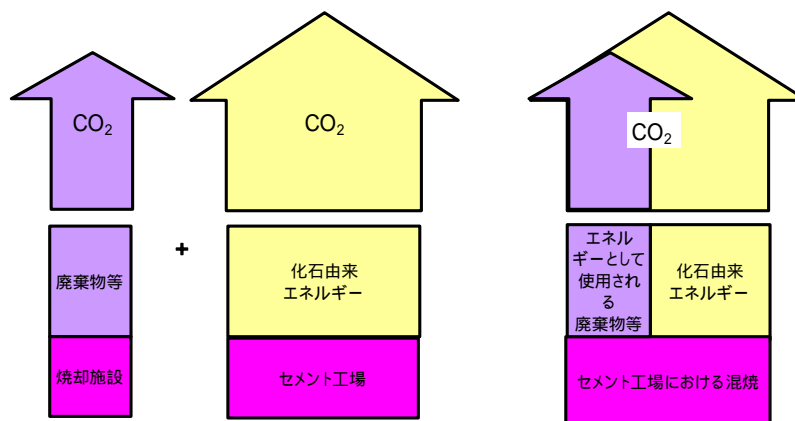 CO₂
CO₂
CO₂
廃棄物等
+
化石由来
エネルギー
エネル
ギーとして
使用され
る
廃棄物等
化石由来
エネルギー
焼却施設
セメント工場
セメント工場における混焼